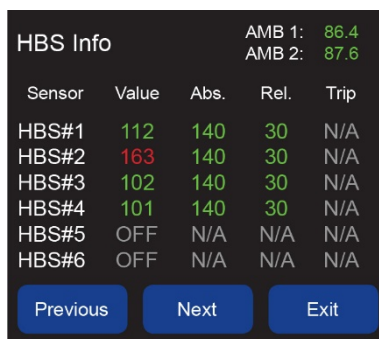 HBS Info
AMB 1: 86.4
AMB 2: 87.6
Sensor Value Abs. Rel. Trip
HBS#1 112 140 30 N/A
HBS#2 163 140 30 N/A
HBS#3 102 140 30 N/A
HBS#4 101 140 30 N/A
HBS#5 OFF N/A N/A N/A
HBS#6 OFF N/A N/A N/A
Previous Next Exit